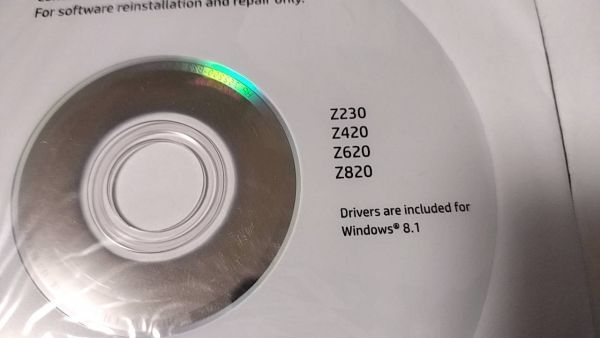 For software reinstallation and repair only.
Z230
Z420
Z620
Z820
Drivers are included for
Windows® 8.1